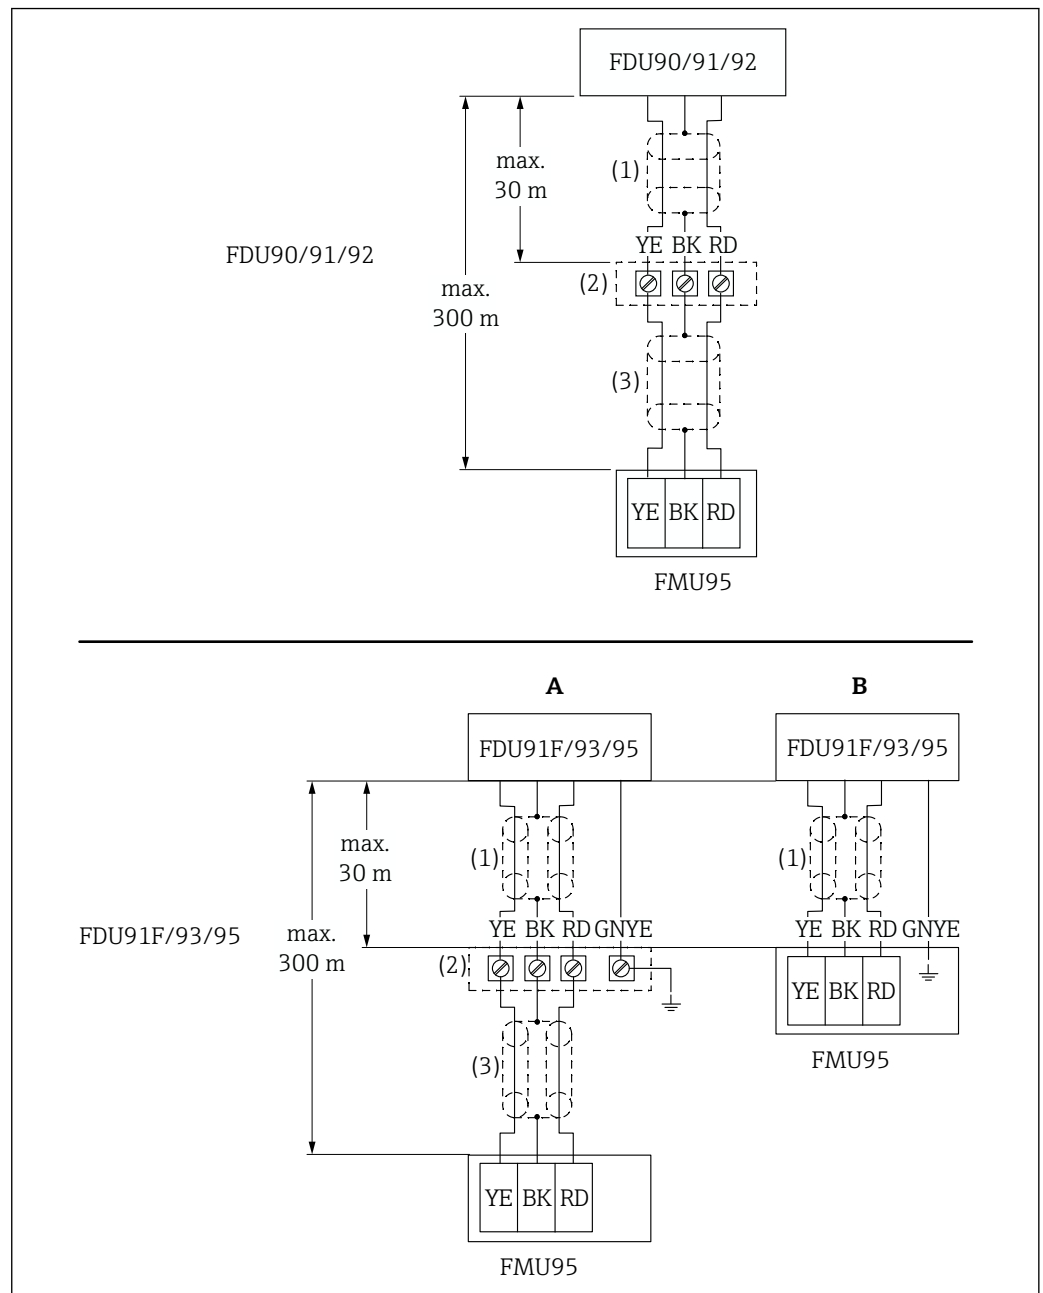 FDU90/91/92
max.
30 m
(1)
YE BK RD
FDU90/91/92
(2)
max.
300 m
(3)
YE BK RD
FMU95
A
B
FDU91F/93/95
FDU91F/93/95
max.
30 m
(1)
(1)
YE BK RD GNYE
YE BK RD GNYE
FDU91F/93/95
max.
300 m
(2)
YE BK RD
FMU95
(3)
YE BK RD
FMU95